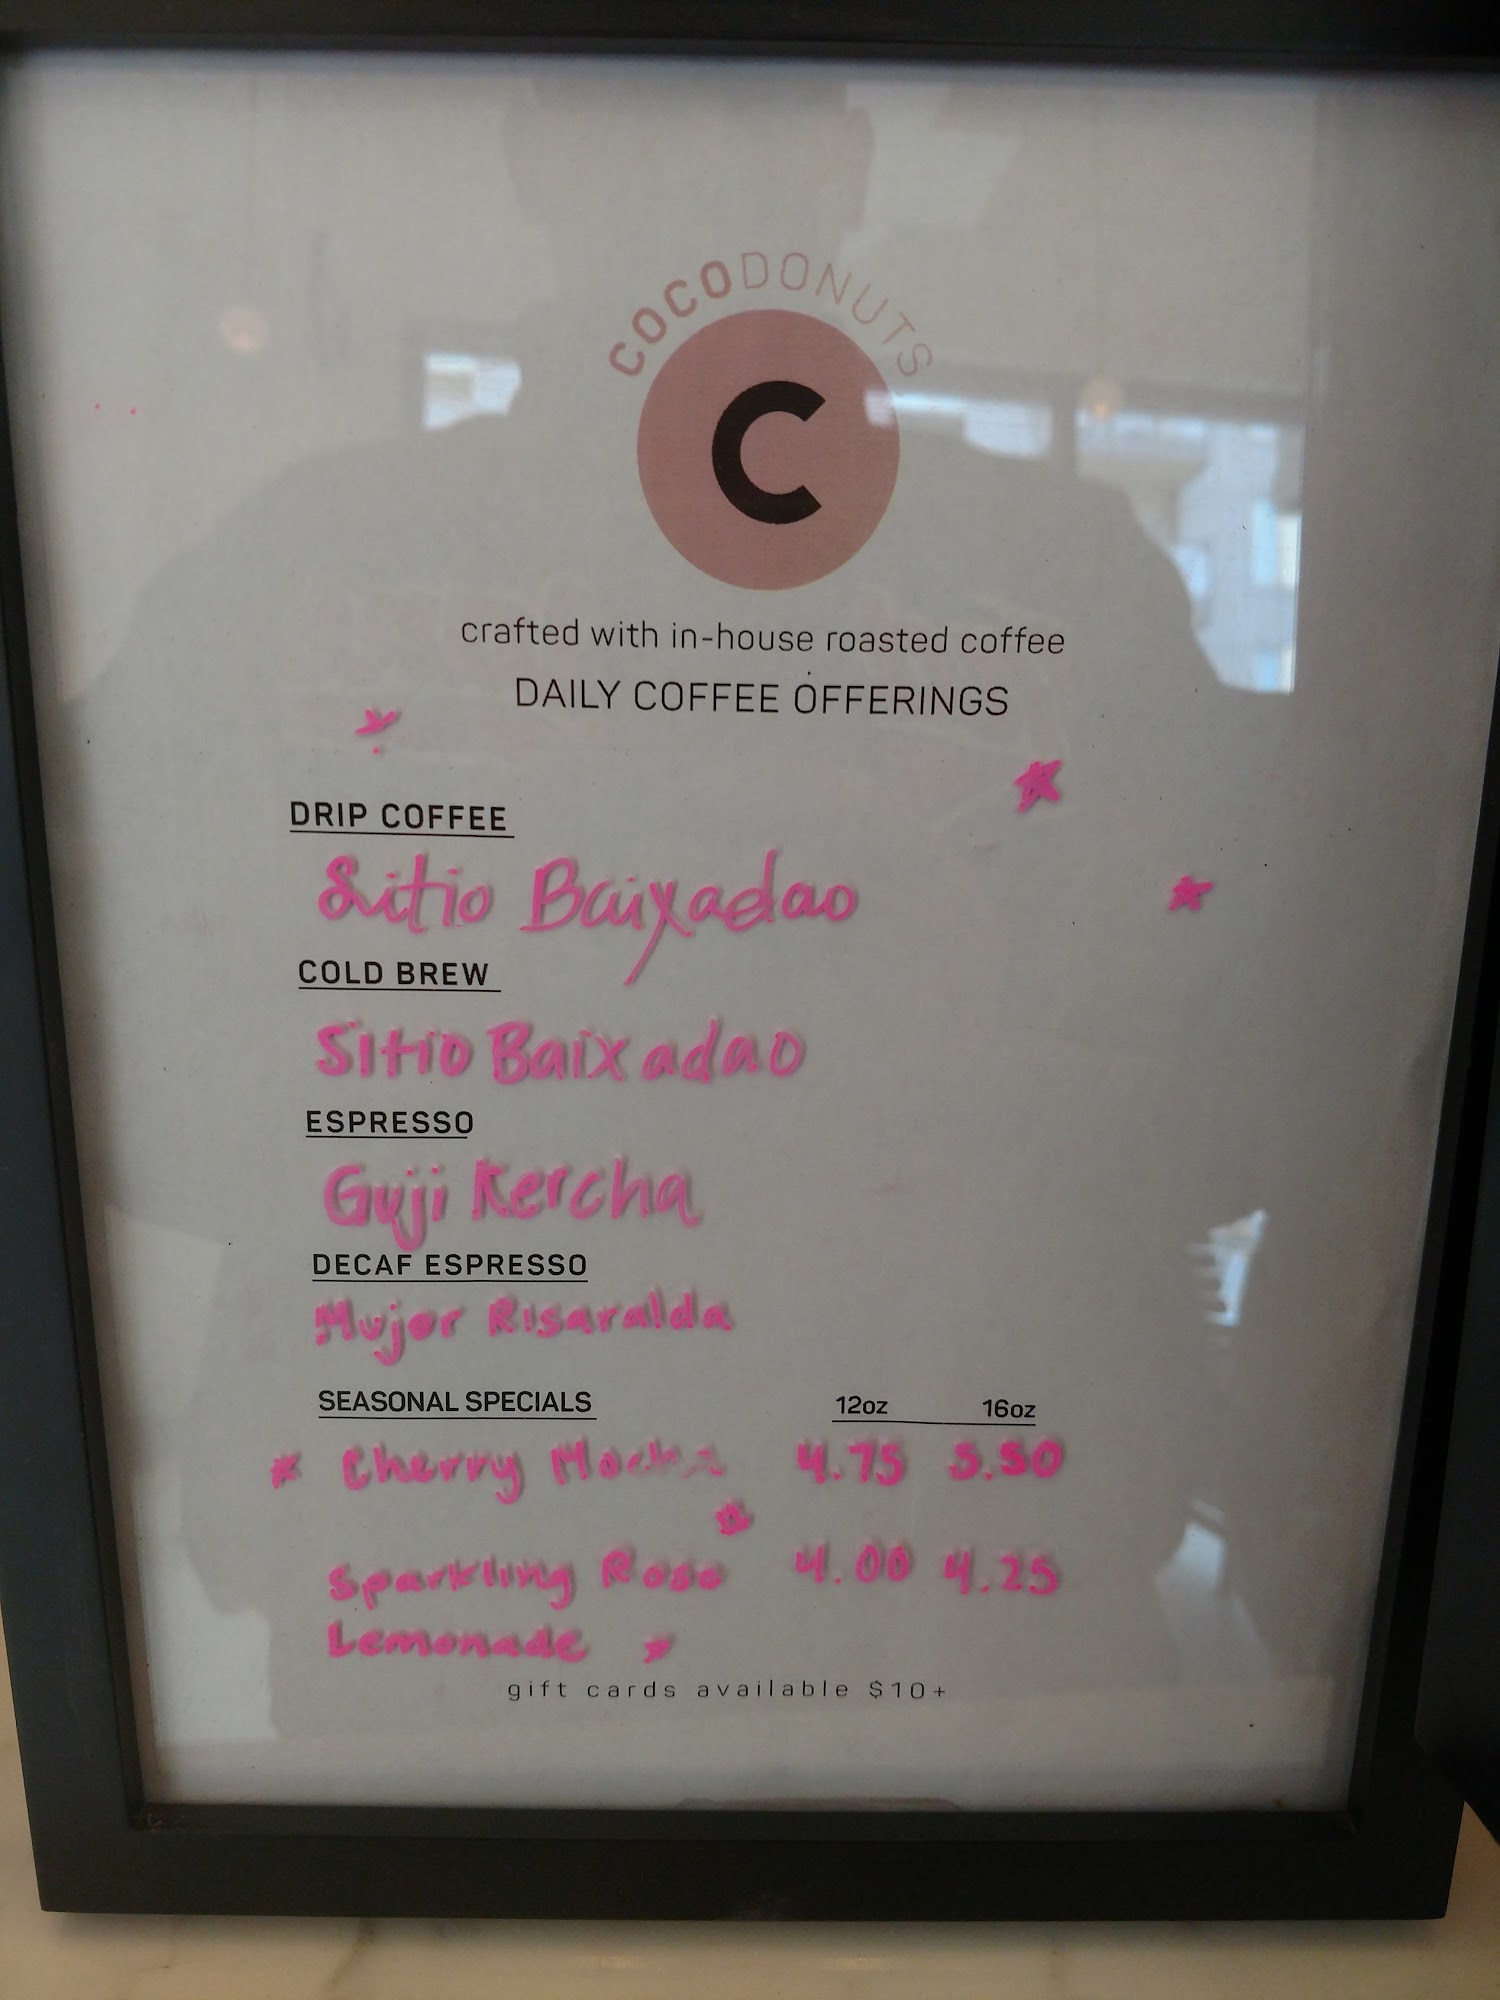 COCODONUTS
C
crafted with in-house roasted coffee
DAILY COFFEE OFFERINGS
DRIP COFFEE
Sitio Baixadao
COLD BREW
Sitio Baixadao
ESPRESSO
Guji Kercha
DECAF ESPRESSO
Mujer Risaralda
SEASONAL SPECIALS 12oz 16oz
Cherry Mocha 4.75 5.50
Sparkling Rose 4.00 4.25
Lemonade
gift cards available $10+